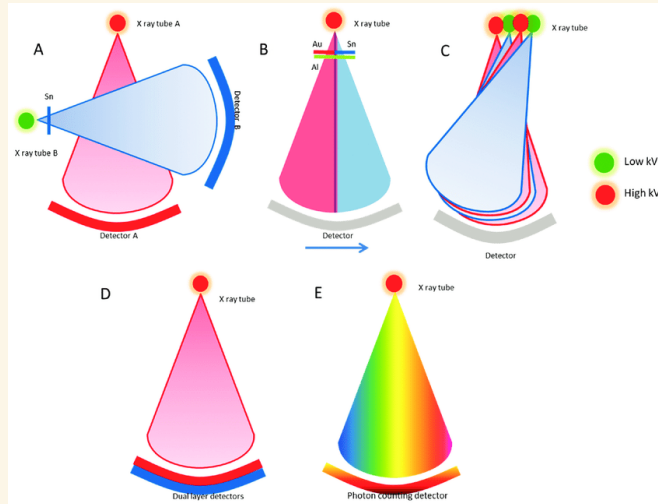 A
X ray tube A
Sn
X ray tube B
Detector B
Detector A
B
X ray tube
Au
Sn
Al
Detector
C
X ray tube
Low kV
High kV
Detector
D
X ray tube
Dual layer detectors
E
X ray tube
Photon counting detector